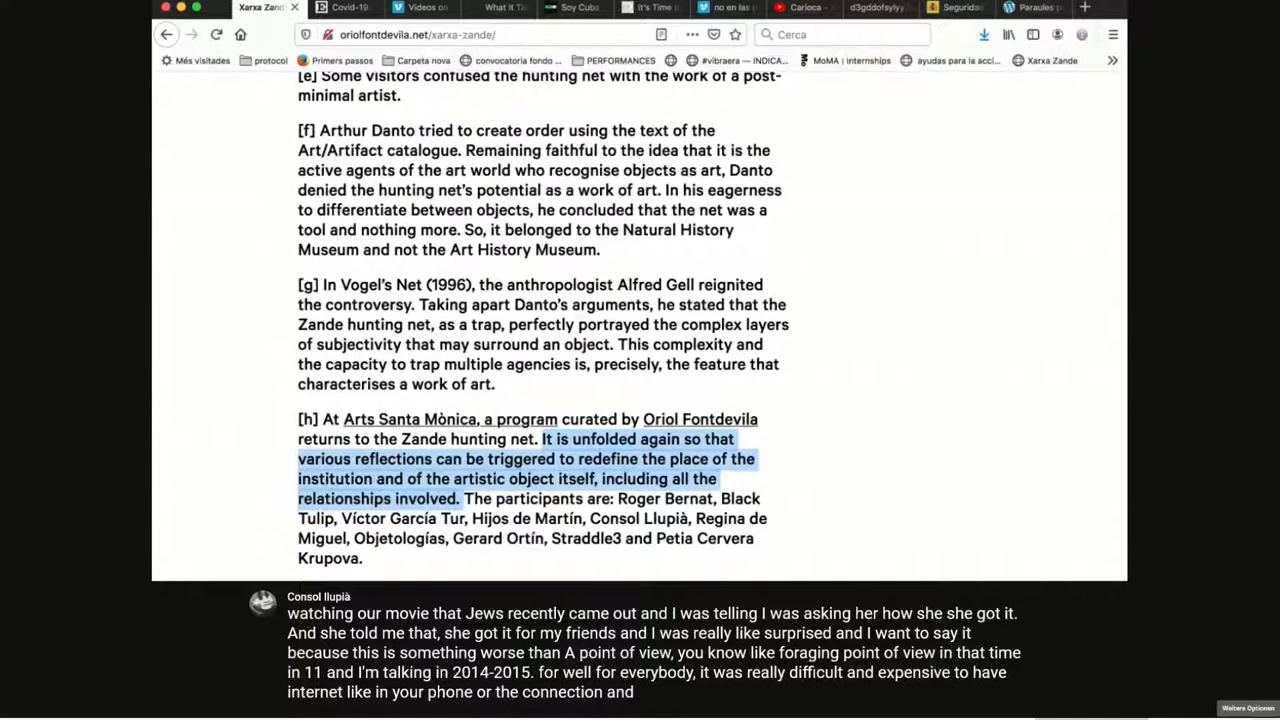 Xarxa Zand
Covid-19:
Videos on
What it Ta
Soy Cuba
It's Time i
no en las
Carioca -
d3gddofsylyy
Seguridad
Paraules p
oriolfontdevila.net/xarxa-zande/
Cerca
Més visitades
protocol
Primers passos
Carpeta nova
convocatoria fondo ...
PERFORMANCES
#vibraera — INDICA...
MoMA | internships
ayudas para la acci...
Xarxa Zande
[e] Some visitors confused the hunting net with the work of a post-
minimal artist.
[f] Arthur Danto tried to create order using the text of the
Art/Artifact catalogue. Remaining faithful to the idea that it is the
active agents of the art world who recognise objects as art, Danto
denied the hunting net's potential as a work of art. In his eagerness
to differentiate between objects, he concluded that the net was a
tool and nothing more. So, it belonged to the Natural History
Museum and not the Art History Museum.
[g] In Vogel's Net (1996), the anthropologist Alfred Gell reignited
the controversy. Taking apart Danto's arguments, he stated that the
Zande hunting net, as a trap, perfectly portrayed the complex layers
of subjectivity that may surround an object. This complexity and
the capacity to trap multiple agencies is, precisely, the feature that
characterises a work of art.
[h] At Arts Santa Mònica, a program curated by Oriol Fontdevila
returns to the Zande hunting net. It is unfolded again so that
various reflections can be triggered to redefine the place of the
institution and of the artistic object itself, including all the
relationships involved. The participants are: Roger Bernat, Black
Tulip, Víctor García Tur, Hijos de Martín, Consol Llupià, Regina de
Miguel, Objetologías, Gerard Ortín, Straddle3 and Petia Cervera
Krupova.
Consol llupià
watching our movie that Jews recently came out and I was telling I was asking her how she she got it.
And she told me that, she got it for my friends and I was really like surprised and I want to say it
because this is something worse than A point of view, you know like foraging point of view in that time
in 11 and I'm talking in 2014-2015. for well for everybody, it was really difficult and expensive to have
internet like in your phone or the connection and
Weitere Optionen